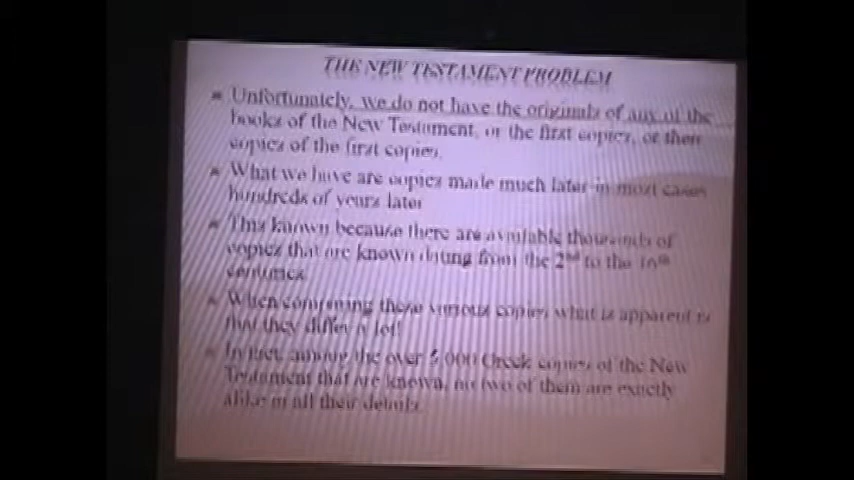 THE NEW TESTAMENT PROBLEM
Unfortunately, we do not have the originals of any of the
books of the New Testament, or the first copies, or then
copies of the first copies.
What we have are copies made much later-in most cases
hundreds of years later
This known because there are available thousands of
copies that are known dating from the 2nd to the 16th
centuries.
When comparing these various copies what is apparent is
that they differ a lot!
In fact, among the over 5,000 Greek copies of the New
Testament that are known, no two of them are exactly
alike in all their details.